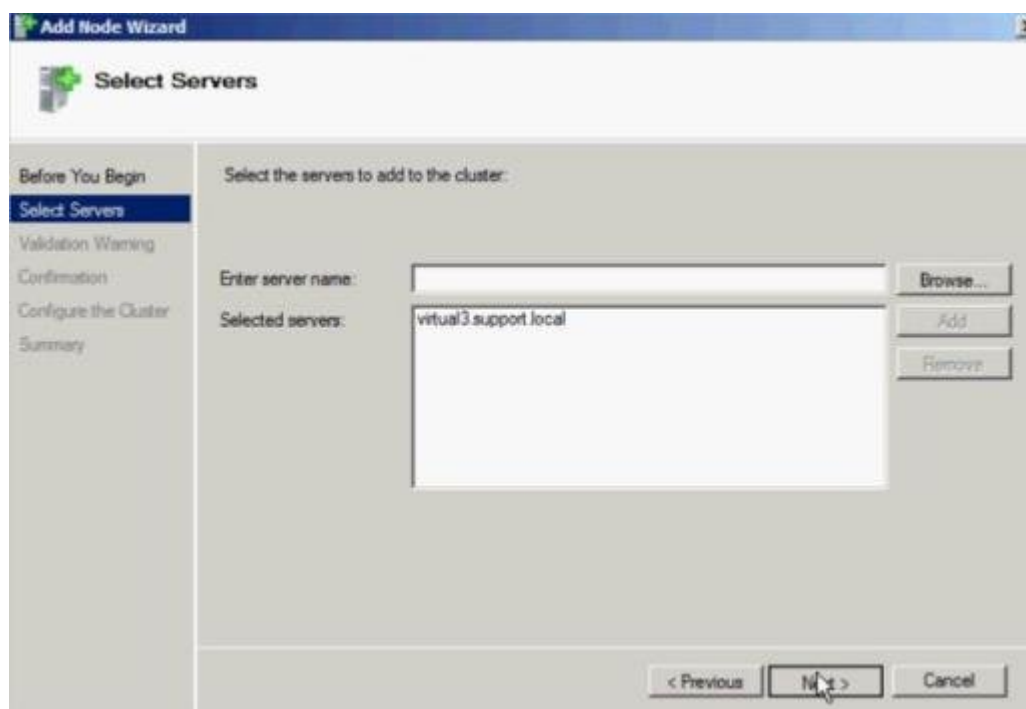 Add Node Wizard
Select Servers
Before You Begin
Select Servers
Validation Warning
Confirmation
Configure the Cluster
Summary
Select the servers to add to the cluster:
Enter server name:
Browse...
Selected servers:
virtual3.support.local
Add
Remove
< Previous
Next >
Cancel